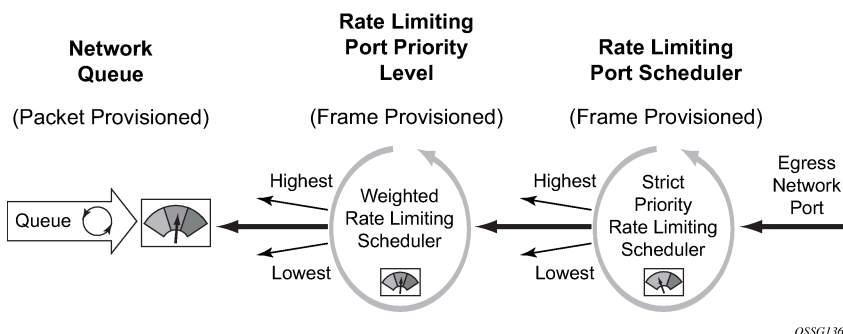 Network
Queue
(Packet Provisioned)
Rate Limiting
Port Priority
Level
(Frame Provisioned)
Rate Limiting
Port Scheduler
(Frame Provisioned)
Queue
Highest
Lowest
Weighted
Rate Limiting
Scheduler
Highest
Lowest
Strict
Priority
Rate Limiting
Scheduler
Egress
Network
Port
OSSG136